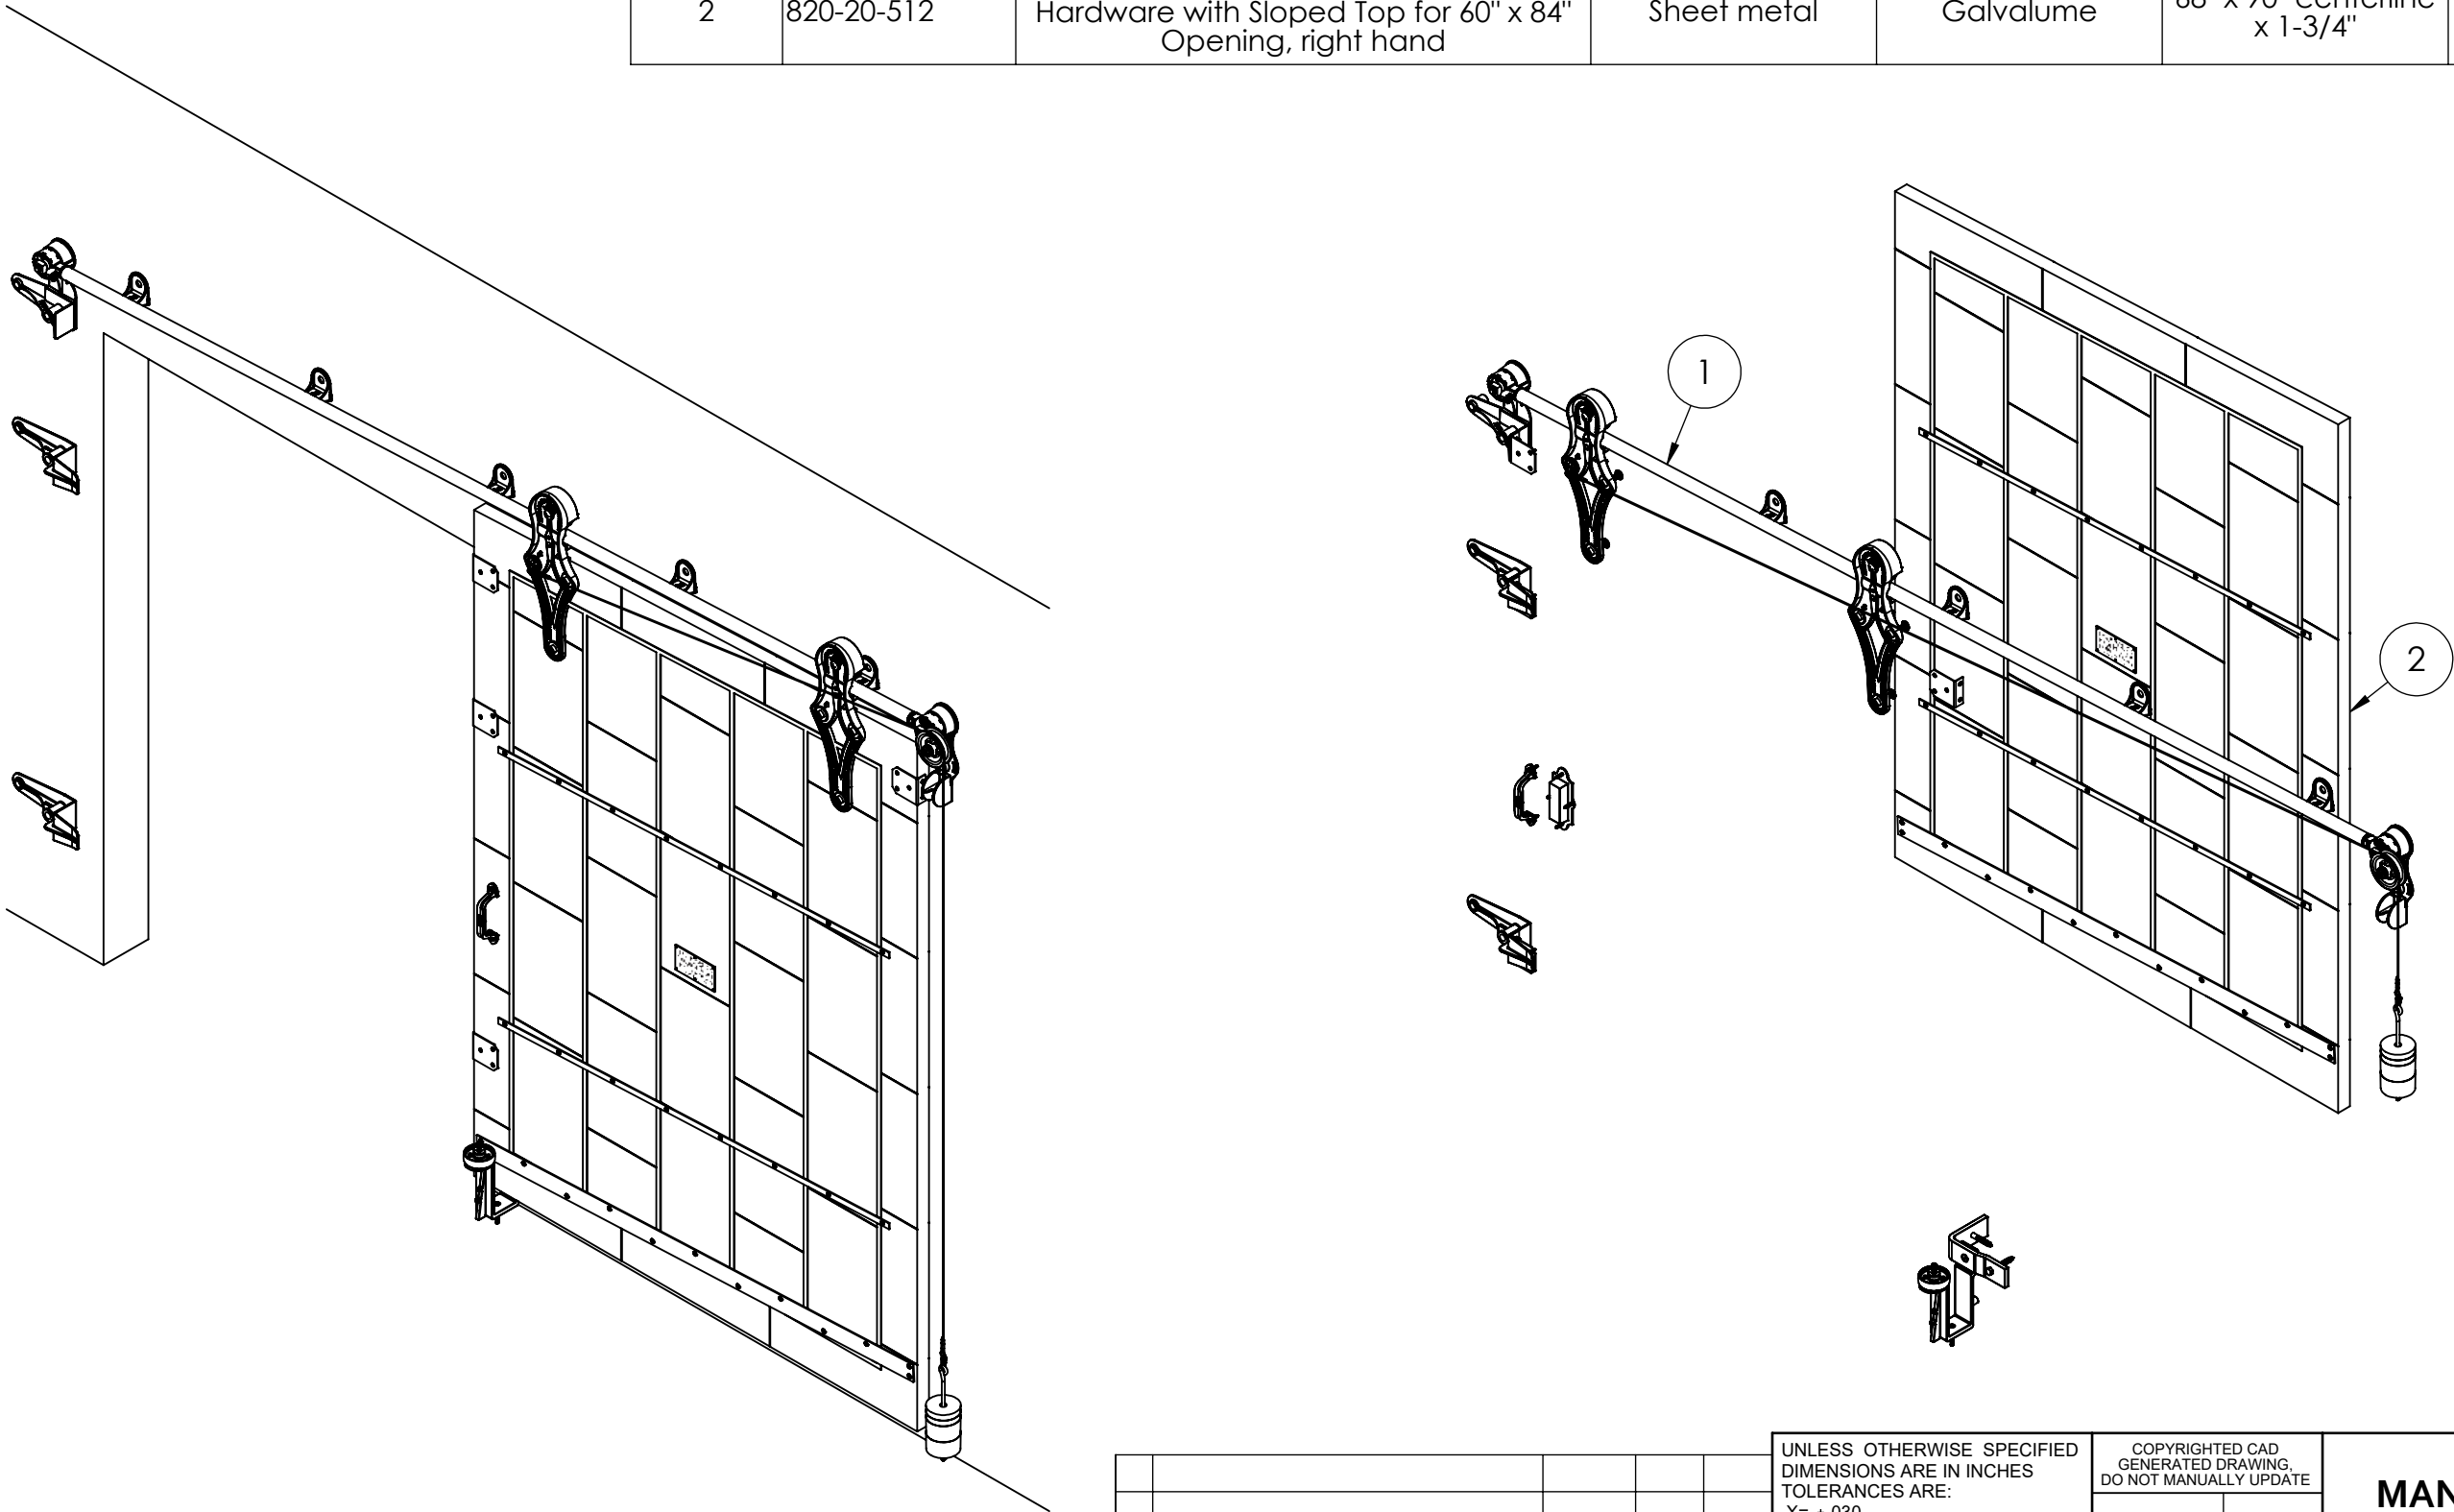 2
820-20-512
Hardware with Sloped Top for 60" x 84"
Opening, right hand
Sheet metal
Galvalume
x 1-3/4"
1
2
UNLESS OTHERWISE SPECIFIED
DIMENSIONS ARE IN INCHES
TOLERANCES ARE:
.X= ±.030
COPYRIGHTED CAD
GENERATED DRAWING,
DO NOT MANUALLY UPDATE
MAN